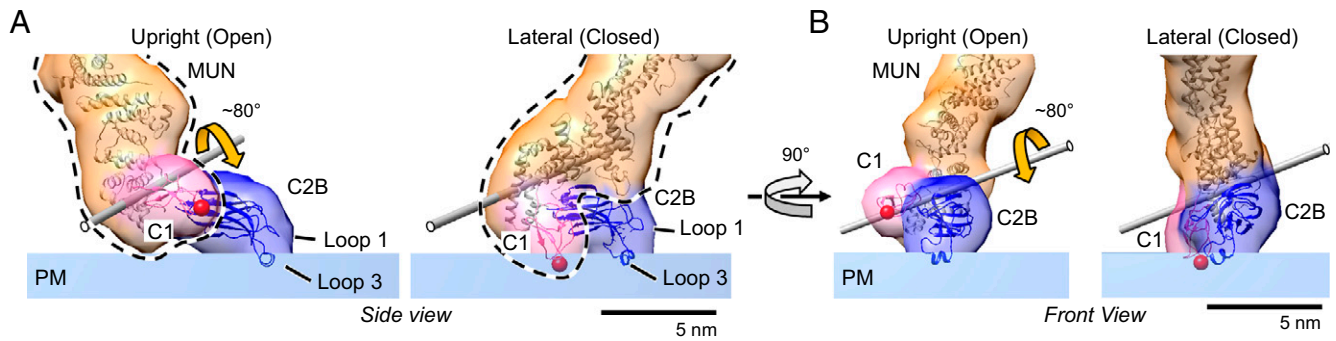 A
Upright (Open)
MUN
~80°
C2B
C1
Loop 1
Loop 3
PM
Lateral (Closed)
C2B
Loop 1
C1
Loop 3
Side view
5 nm
90°
B
Upright (Open)
MUN
~80°
C1
C2B
PM
Lateral (Closed)
C2B
C1
Front View
5 nm